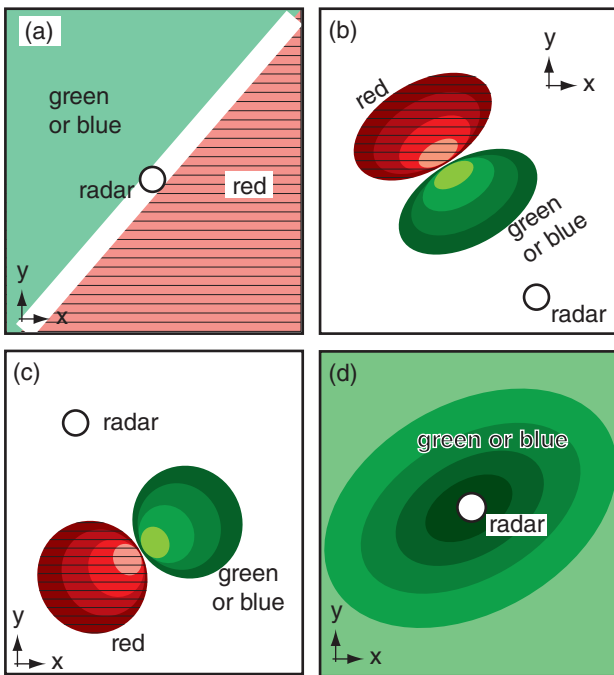 (a)
green
or blue
radar
red
y
x
(b)
y
x
red
green
or blue
radar
(c)
radar
green
or blue
red
y
x
(d)
green or blue
radar
y
x